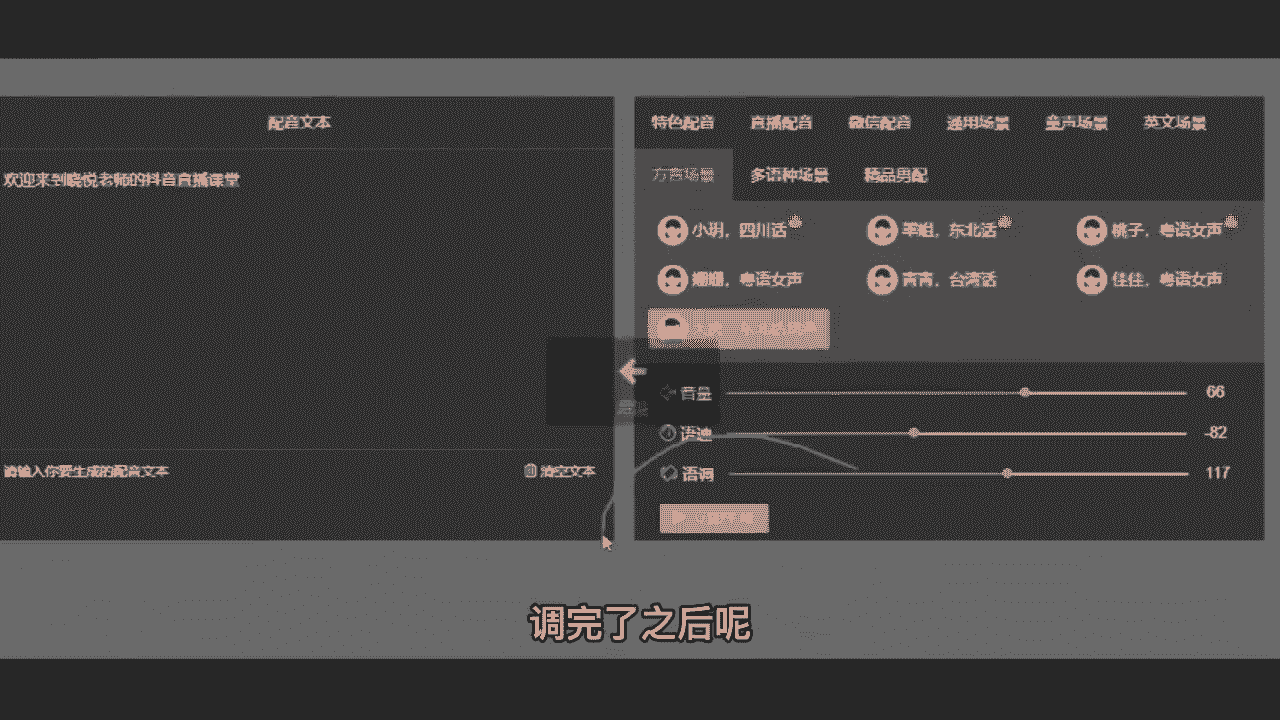 配音文本
欢迎来到晓悦老师的抖音直播课堂
请输入你要生成的配音文本
清空文本
特色配音 直播配音 微信配音 通用场景 童声场景 英文场景
方言场景 多语种场景 精品男配
小玥，四川话 翠姐，东北话 桃子，粤语女声
姗姗，粤语女声 青青，台湾话 佳佳，粤语女声
音量 66
语速 -82
语调 117
调完了之后呢